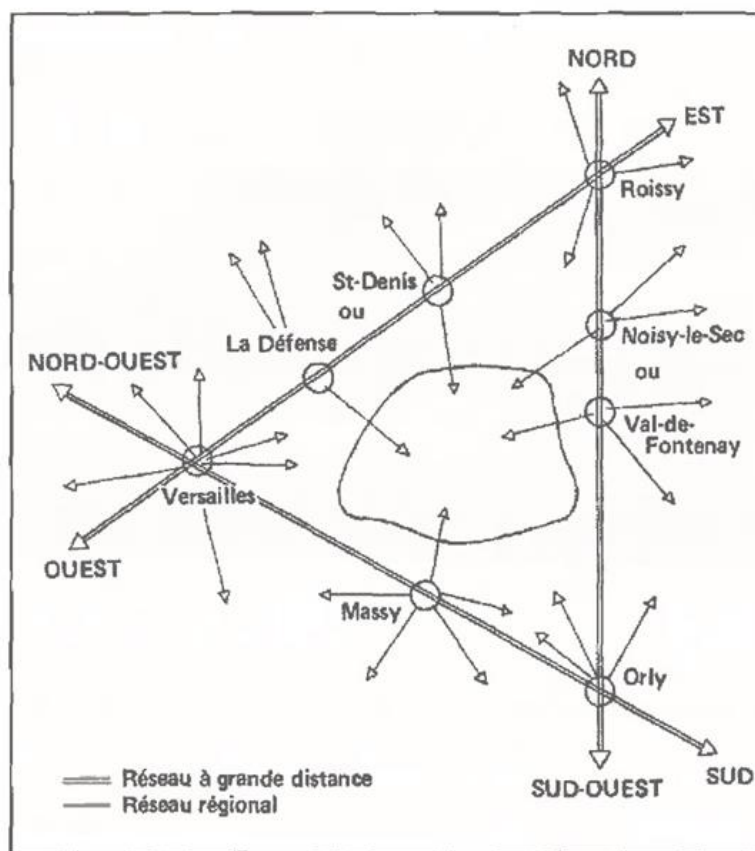 NORD
EST
Roissy
St-Denis
ou
La Défense
Noisy-le-Sec
ou
NORD-OUEST
Val-de-
Fontenay
Versailles
OUEST
Massy
Orly
SUD-OUEST
SUD
Réseau à grande distance
Réseau régional